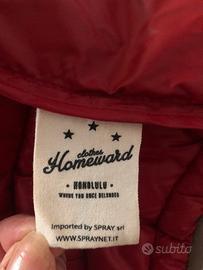 clothes
Homeward
HONOLULU
WHERE YOU ONCE BELONGED
Imported by SPRAY srl
WWW.SPRAYNET.IT
subito